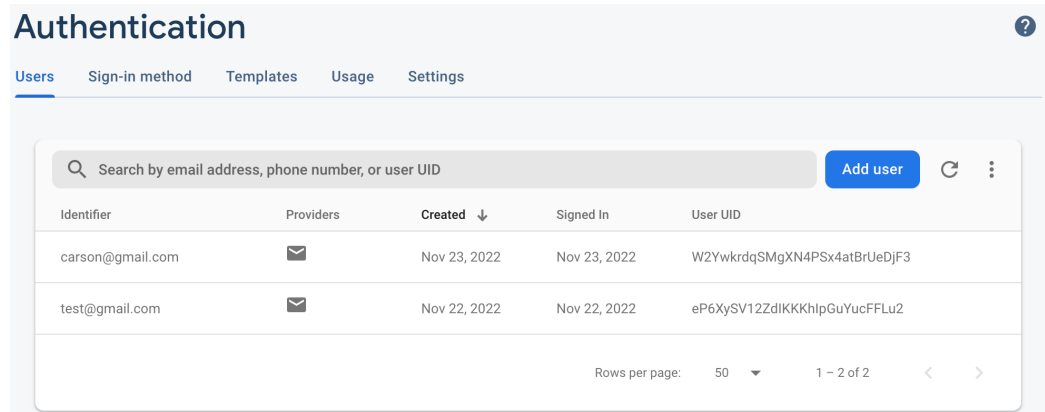 Authentication
Users Sign-in method Templates Usage Settings
Search by email address, phone number, or user UID Add user
Identifier Providers Created Signed In User UID
carson@gmail.com Nov 23, 2022 Nov 23, 2022 W2YwkrdqSMgXN4PSx4atBrUeDjF3
test@gmail.com Nov 22, 2022 Nov 22, 2022 eP6XySV12ZdIKKKhIpGuYucFFLu2
Rows per page: 50 1 – 2 of 2